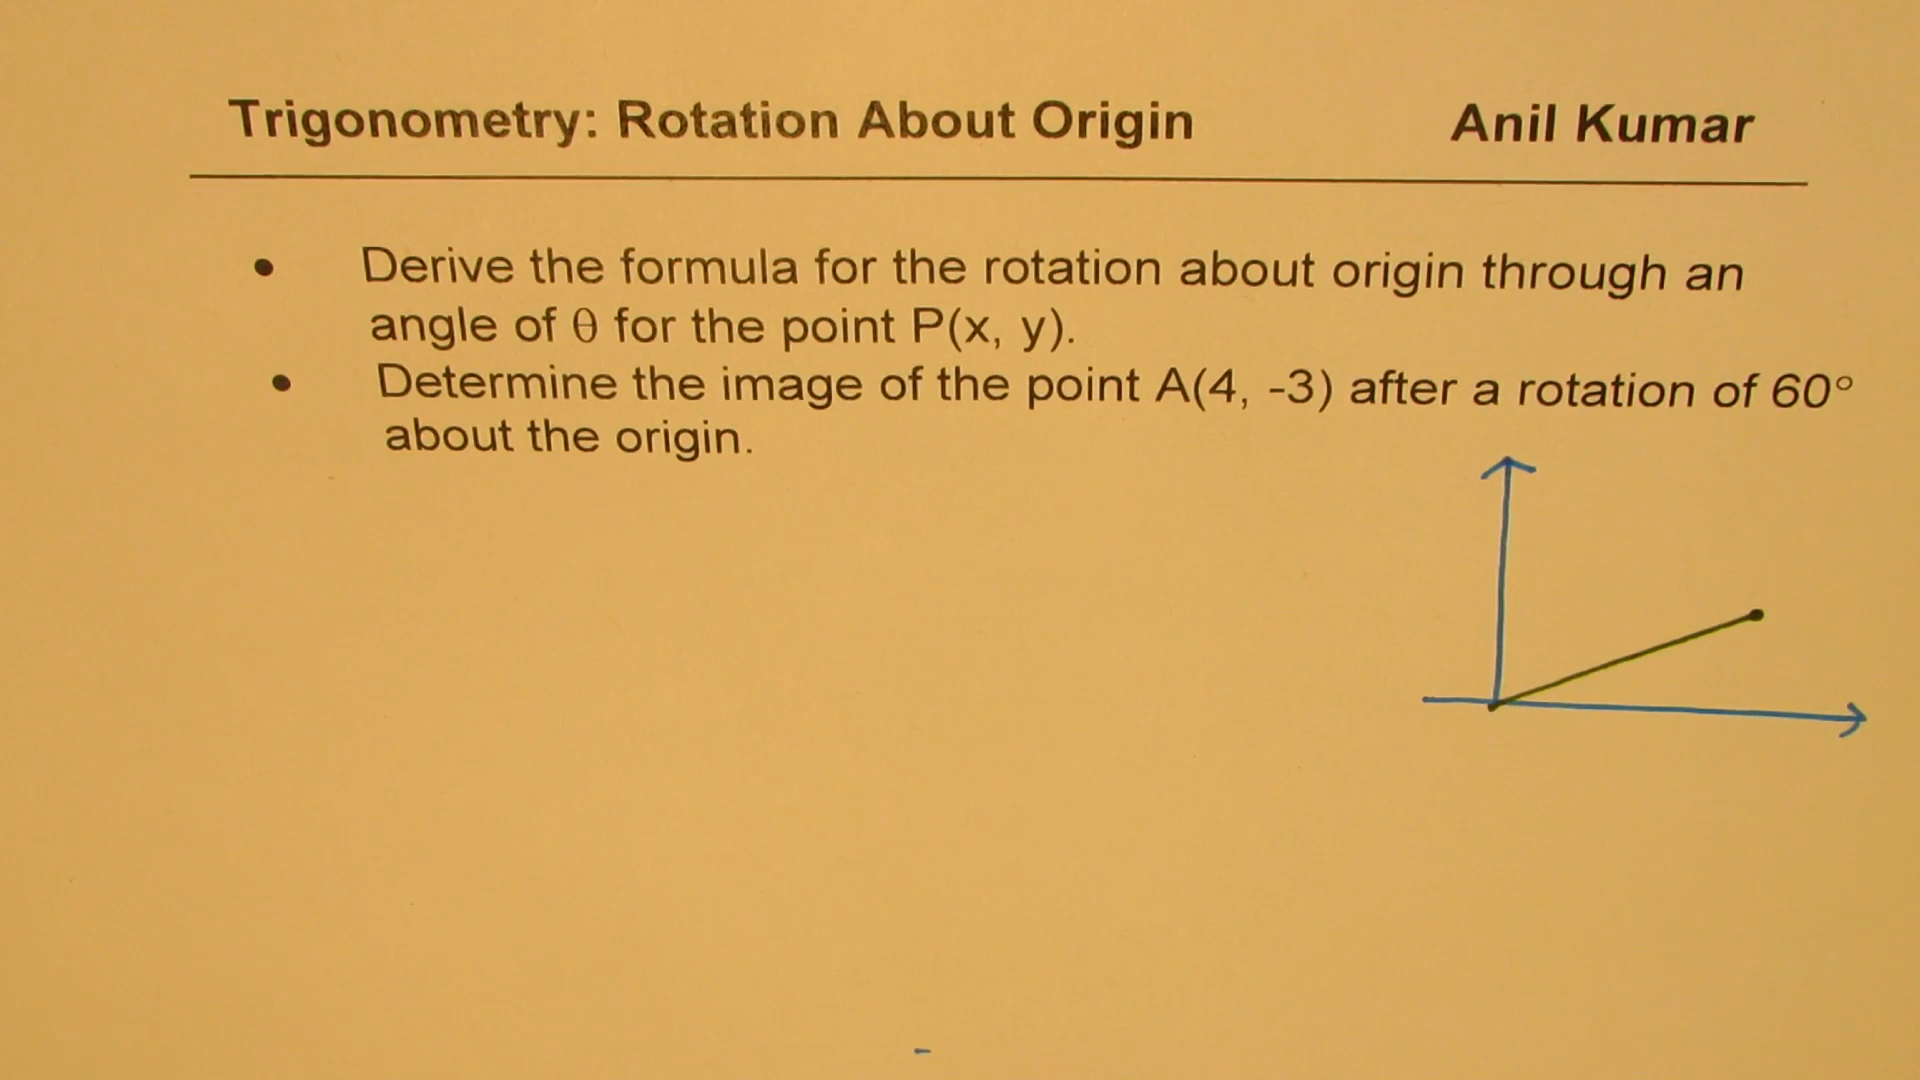 Trigonometry: Rotation About Origin Anil Kumar
• Derive the formula for the rotation about origin through an
angle of θ for the point P(x, y).
• Determine the image of the point A(4, -3) after a rotation of 60°
about the origin.